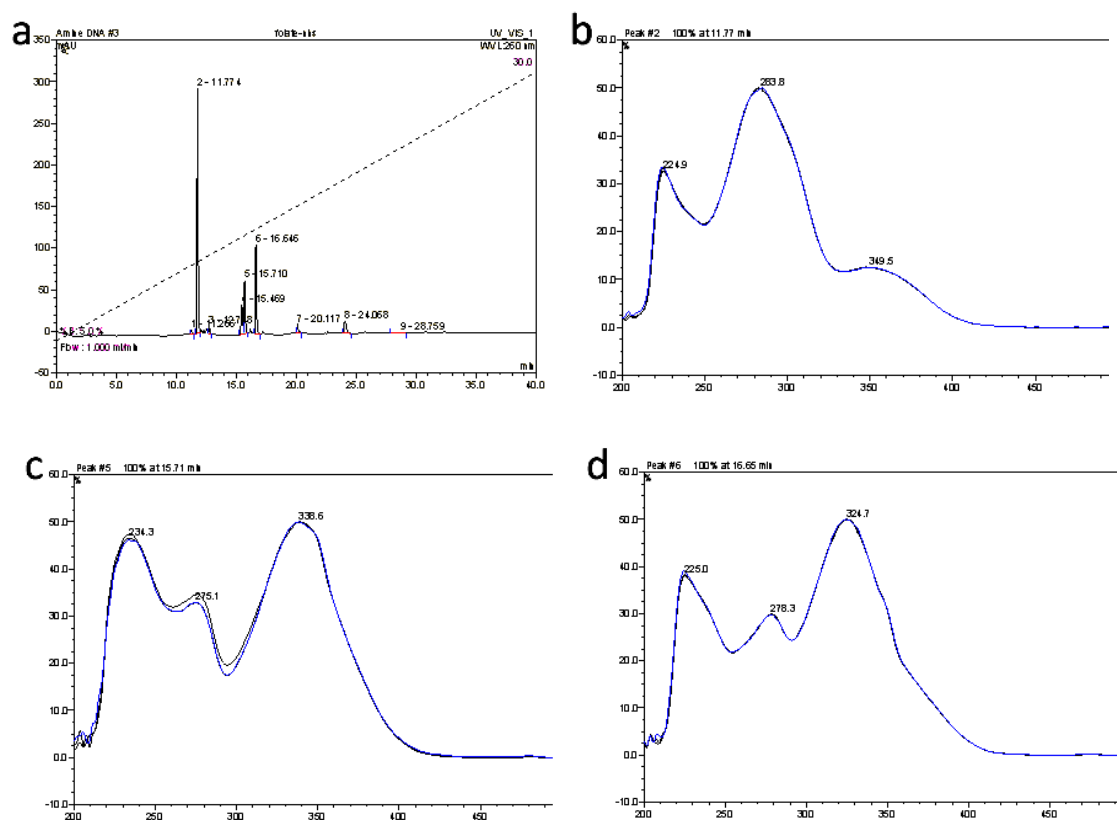 a
Amine DNA #3 folate-nhs UV_VIS_1
mAU WVL:260 nm
350
300
250
200
150
100
50
0
-50
30.0
2 - 11.774
6 - 16.646
5 - 15.710
- 15.469
7 - 20.117
8 - 24.068
9 - 28.759
Flow: 1.000 ml/min
min
0.0 5.0 10.0 15.0 20.0 25.0 30.0 35.0 40.0
b
Peak #2 100% at 11.77 min
%
60.0
50.0
40.0
30.0
20.0
10.0
0.0
-10.0
283.8
224.9
349.5
200 250 300 350 400 450
c
Peak #5 100% at 15.71 min
%
60.0
50.0
40.0
30.0
20.0
10.0
0.0
-10.0
234.3
338.6
275.1
200 250 300 350 400 450
d
Peak #6 100% at 16.65 min
%
60.0
50.0
40.0
30.0
20.0
10.0
0.0
-10.0
324.7
225.0
278.3
200 250 300 350 400 450